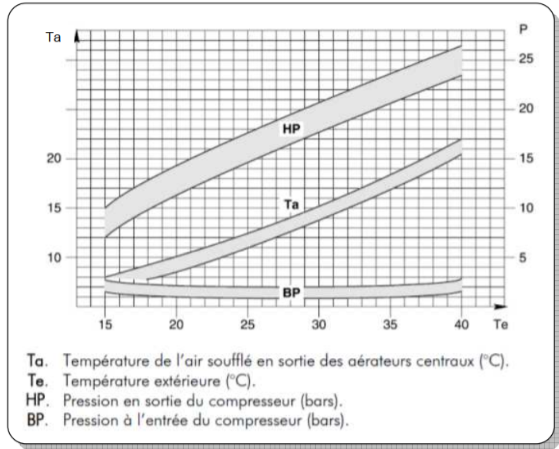 Ta P
25
HP
20
20 15
Ta
15 10
10 5
BP
15 20 25 30 35 40 Te
Ta. Température de l'air soufflé en sortie des aérateurs centraux (°C).
Te. Température extérieure (°C).
HP. Pression en sortie du compresseur (bars).
BP. Pression à l'entrée du compresseur (bars).